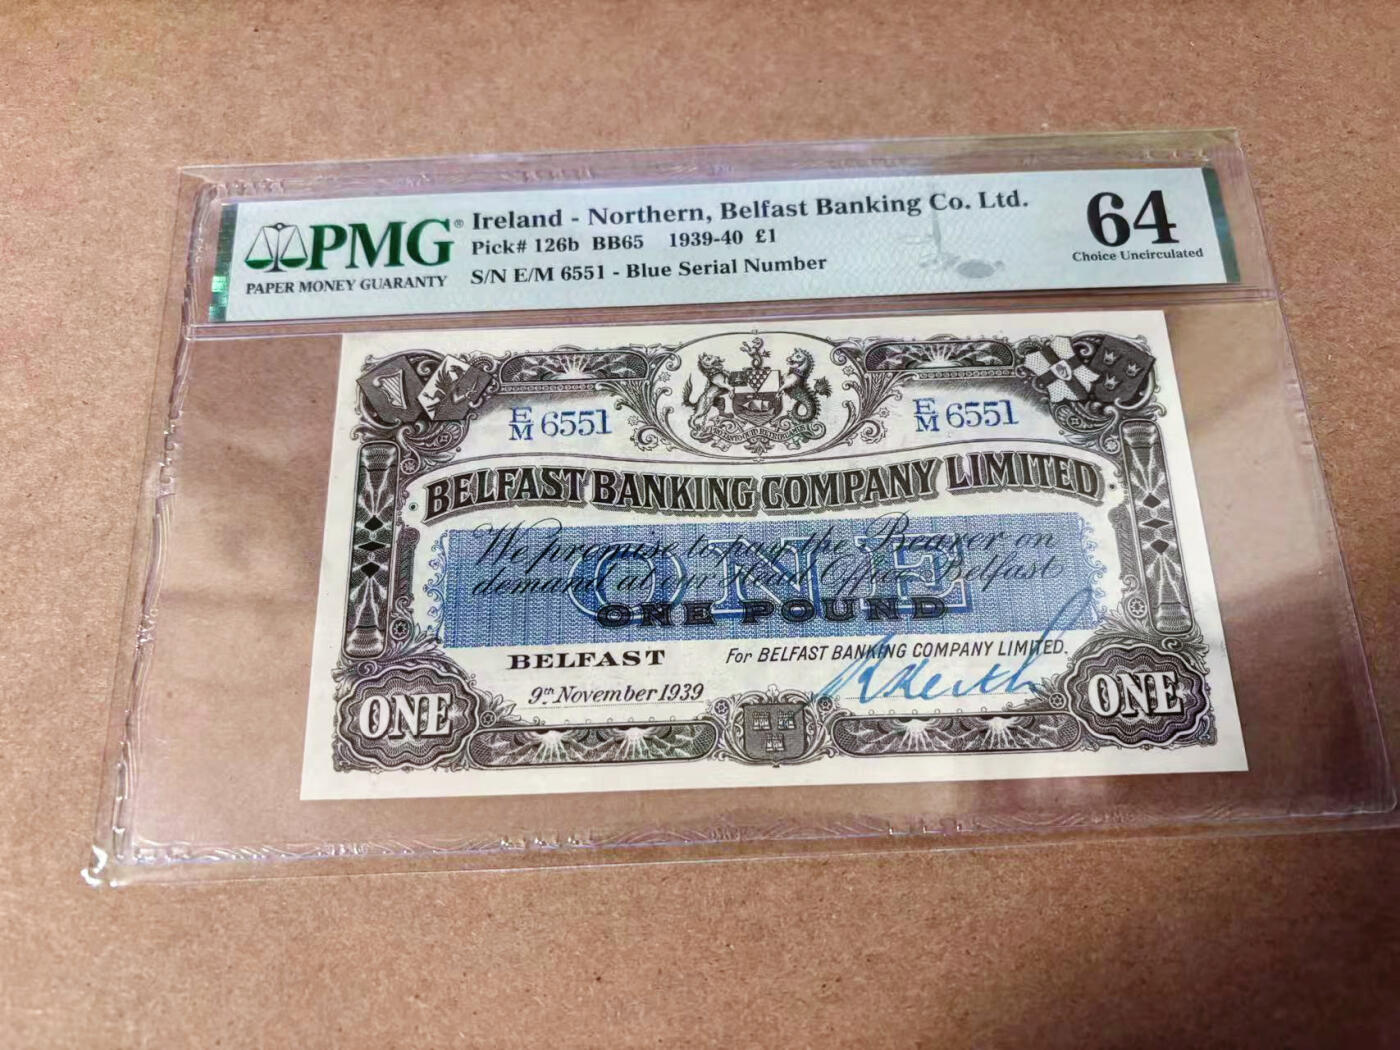 PMG®
PAPER MONEY GUARANTY
Ireland - Northern, Belfast Banking Co. Ltd.
Pick# 126b BB65 1939-40 £1
S/N E/M 6551 - Blue Serial Number
64
Choice Uncirculated
E/M 6551
E/M 6551
BELFAST BANKING COMPANY LIMITED
We promise to pay the Bearer on
demand at our Head Office Belfast
ONE
ONE POUND
BELFAST
For BELFAST BANKING COMPANY LIMITED.
9th November 1939
ONE
ONE